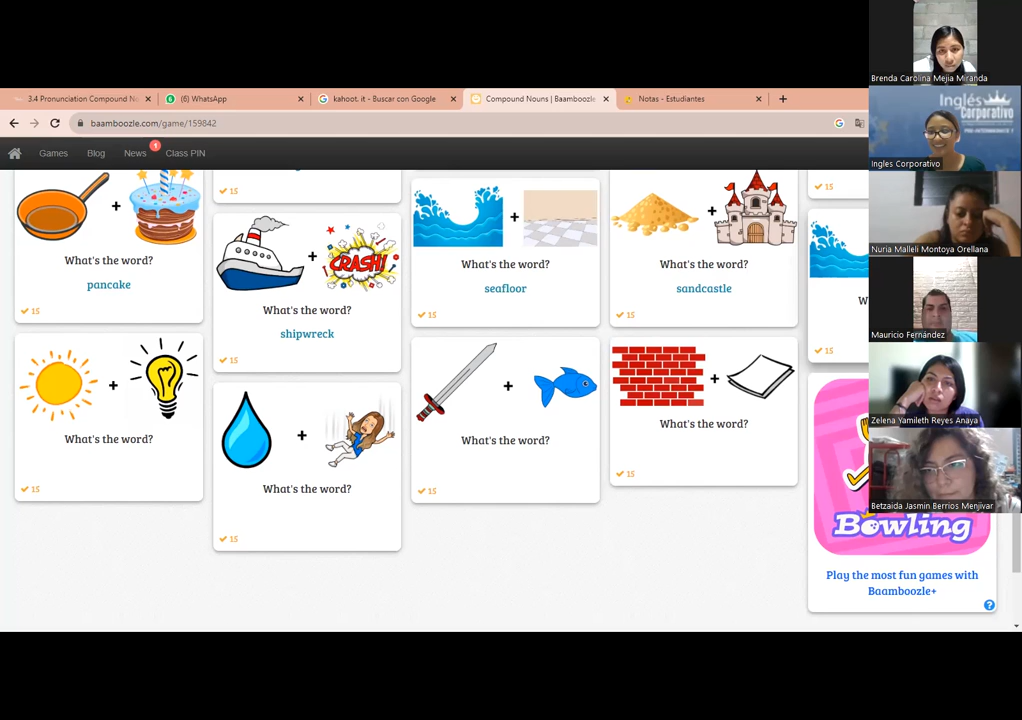 Brenda Carolina Mejia Miranda
3.4 Pronunciation Compound N
(6) WhatsApp
kahoot. it - Buscar con Google
Compound Nouns | Baamboozle
Notas - Estudiantes
baamboozle.com/game/159842
Inglés
Corporativo
PRE-INTERMEDIATE 1
Ingles Corporativo
Games
Blog
News
1
Class PIN
What's the word?
pancake
15
15
CRASH!
What's the word?
shipwreck
15
What's the word?
seafloor
15
What's the word?
sandcastle
15
15
W
15
Nuria Malleli Montoya Orellana
Mauricio Fernández
Zelena Yamileth Reyes Anaya
Betzaida Jasmin Berrios Menjivar
What's the word?
15
What's the word?
15
What's the word?
15
What's the word?
15
Bowling
Play the most fun games with
Baamboozle+
?